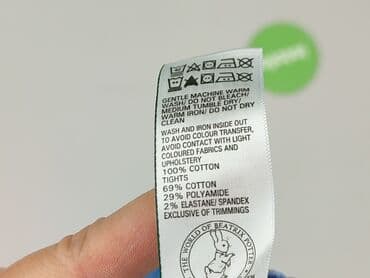 GENTLE MACHINE WARM
WASH/ DO NOT BLEACH/
MEDIUM TUMBLE DRY/
WARM IRON/ DO NOT DRY
CLEAN
WASH AND IRON INSIDE OUT
TO AVOID COLOUR TRANSFER,
AVOID CONTACT WITH LIGHT
COLOURED FABRICS AND
UPHOLSTERY
100% COTTON
TIGHTS
69% COTTON
29% POLYAMIDE
2% ELASTANE/ SPANDEX
EXCLUSIVE OF TRIMMINGS
THE WORLD OF BEATRIX POTTER